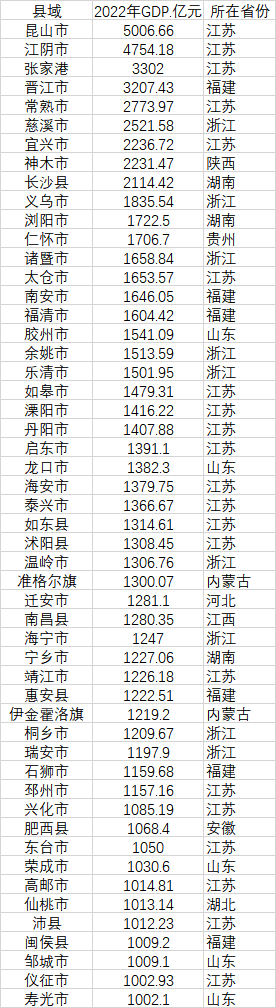 县域 2022年GDP.亿元 所在省份
昆山市 5006.66 江苏
江阴市 4754.18 江苏
张家港 3302 江苏
晋江市 3207.43 福建
常熟市 2773.97 江苏
慈溪市 2521.58 浙江
宜兴市 2236.72 江苏
神木市 2231.47 陕西
长沙县 2114.42 湖南
义乌市 1835.54 浙江
浏阳市 1722.5 湖南
仁怀市 1706.7 贵州
诸暨市 1658.84 浙江
太仓市 1653.57 江苏
南安市 1646.05 福建
福清市 1604.42 福建
胶州市 1541.09 山东
余姚市 1513.59 浙江
乐清市 1501.95 浙江
如皋市 1479.31 江苏
溧阳市 1416.22 江苏
丹阳市 1407.88 江苏
启东市 1391.1 江苏
龙口市 1382.3 山东
海安市 1379.75 江苏
泰兴市 1366.67 江苏
如东县 1314.61 江苏
沭阳县 1308.45 江苏
温岭市 1306.76 浙江
准格尔旗 1300.07 内蒙古
迁安市 1281.1 河北
南昌县 1280.35 江西
海宁市 1247 浙江
宁乡市 1227.06 湖南
靖江市 1226.18 江苏
惠安县 1222.51 福建
伊金霍洛旗 1219.2 内蒙古
桐乡市 1209.67 浙江
瑞安市 1197.9 浙江
石狮市 1159.68 福建
邳州市 1157.16 江苏
兴化市 1085.19 江苏
肥西县 1068.4 安徽
东台市 1050 江苏
荣成市 1030.6 山东
高邮市 1014.81 江苏
仙桃市 1013.14 湖北
沛县 1012.23 江苏
闽侯县 1009.2 福建
邹城市 1009.1 山东
仪征市 1002.93 江苏
寿光市 1002.1 山东